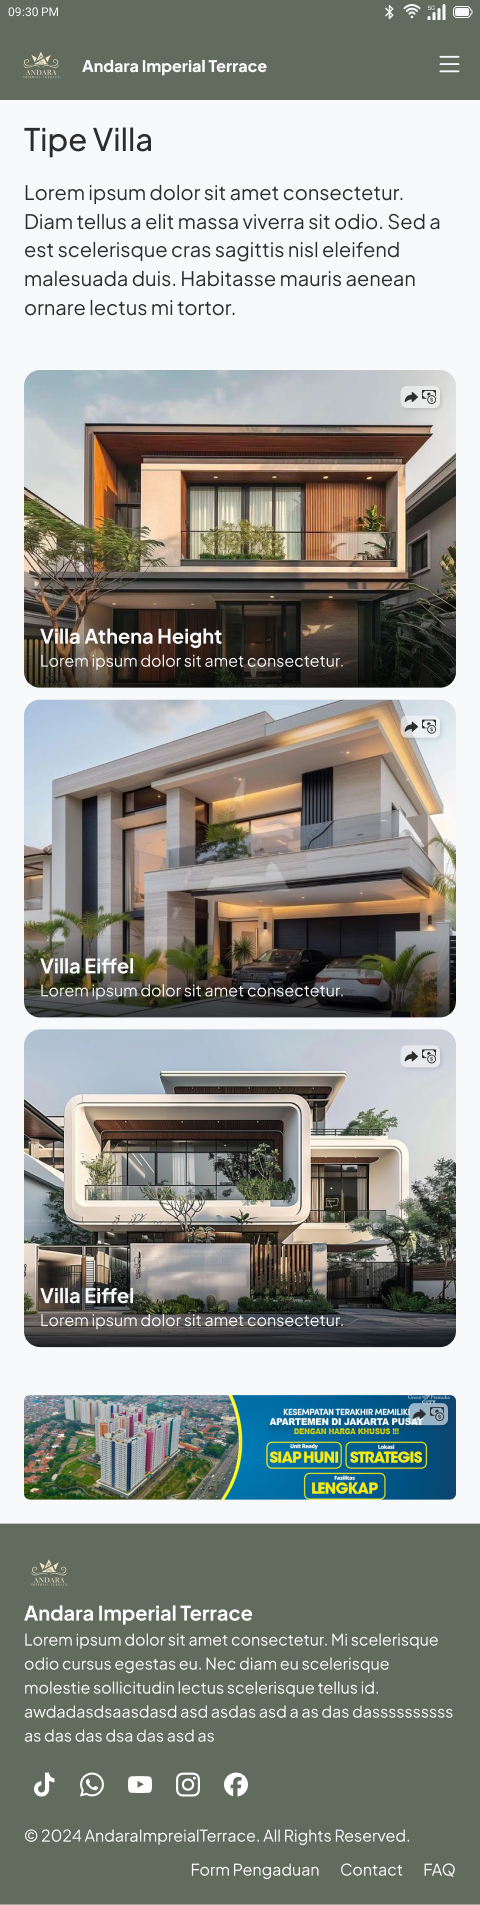 09:30 PM
5G
ANDARA
IMPERIAL TERRACE
Andara Imperial Terrace
Tipe Villa
Lorem ipsum dolor sit amet consectetur.
Diam tellus a elit massa viverra sit odio. Sed a
est scelerisque cras sagittis nisl eleifend
malesuada duis. Habitasse mauris aenean
ornare lectus mi tortor.
Villa Athena Height
Lorem ipsum dolor sit amet consectetur.
Villa Eiffel
Lorem ipsum dolor sit amet consectetur.
Villa Eiffel
Lorem ipsum dolor sit amet consectetur.
KESEMPATAN TERAKHIR MEMILIKI
APARTEMEN DI JAKARTA PUSAT
DENGAN HARGA KHUSUS !!!
Unit Ready
SIAP HUNI
Lokasi
STRATEGIS
Fasilitas
LENGKAP
ANDARA
IMPERIAL TERRACE
Andara Imperial Terrace
Lorem ipsum dolor sit amet consectetur. Mi scelerisque
odio cursus egestas eu. Nec diam eu scelerisque
molestie sollicitudin lectus scelerisque tellus id.
awdadasdsaasdasd asd asdas asd a as das dasssssssss
as das das dsa das asd as
© 2024 AndaraImpreialTerrace. All Rights Reserved.
Form Pengaduan Contact FAQ